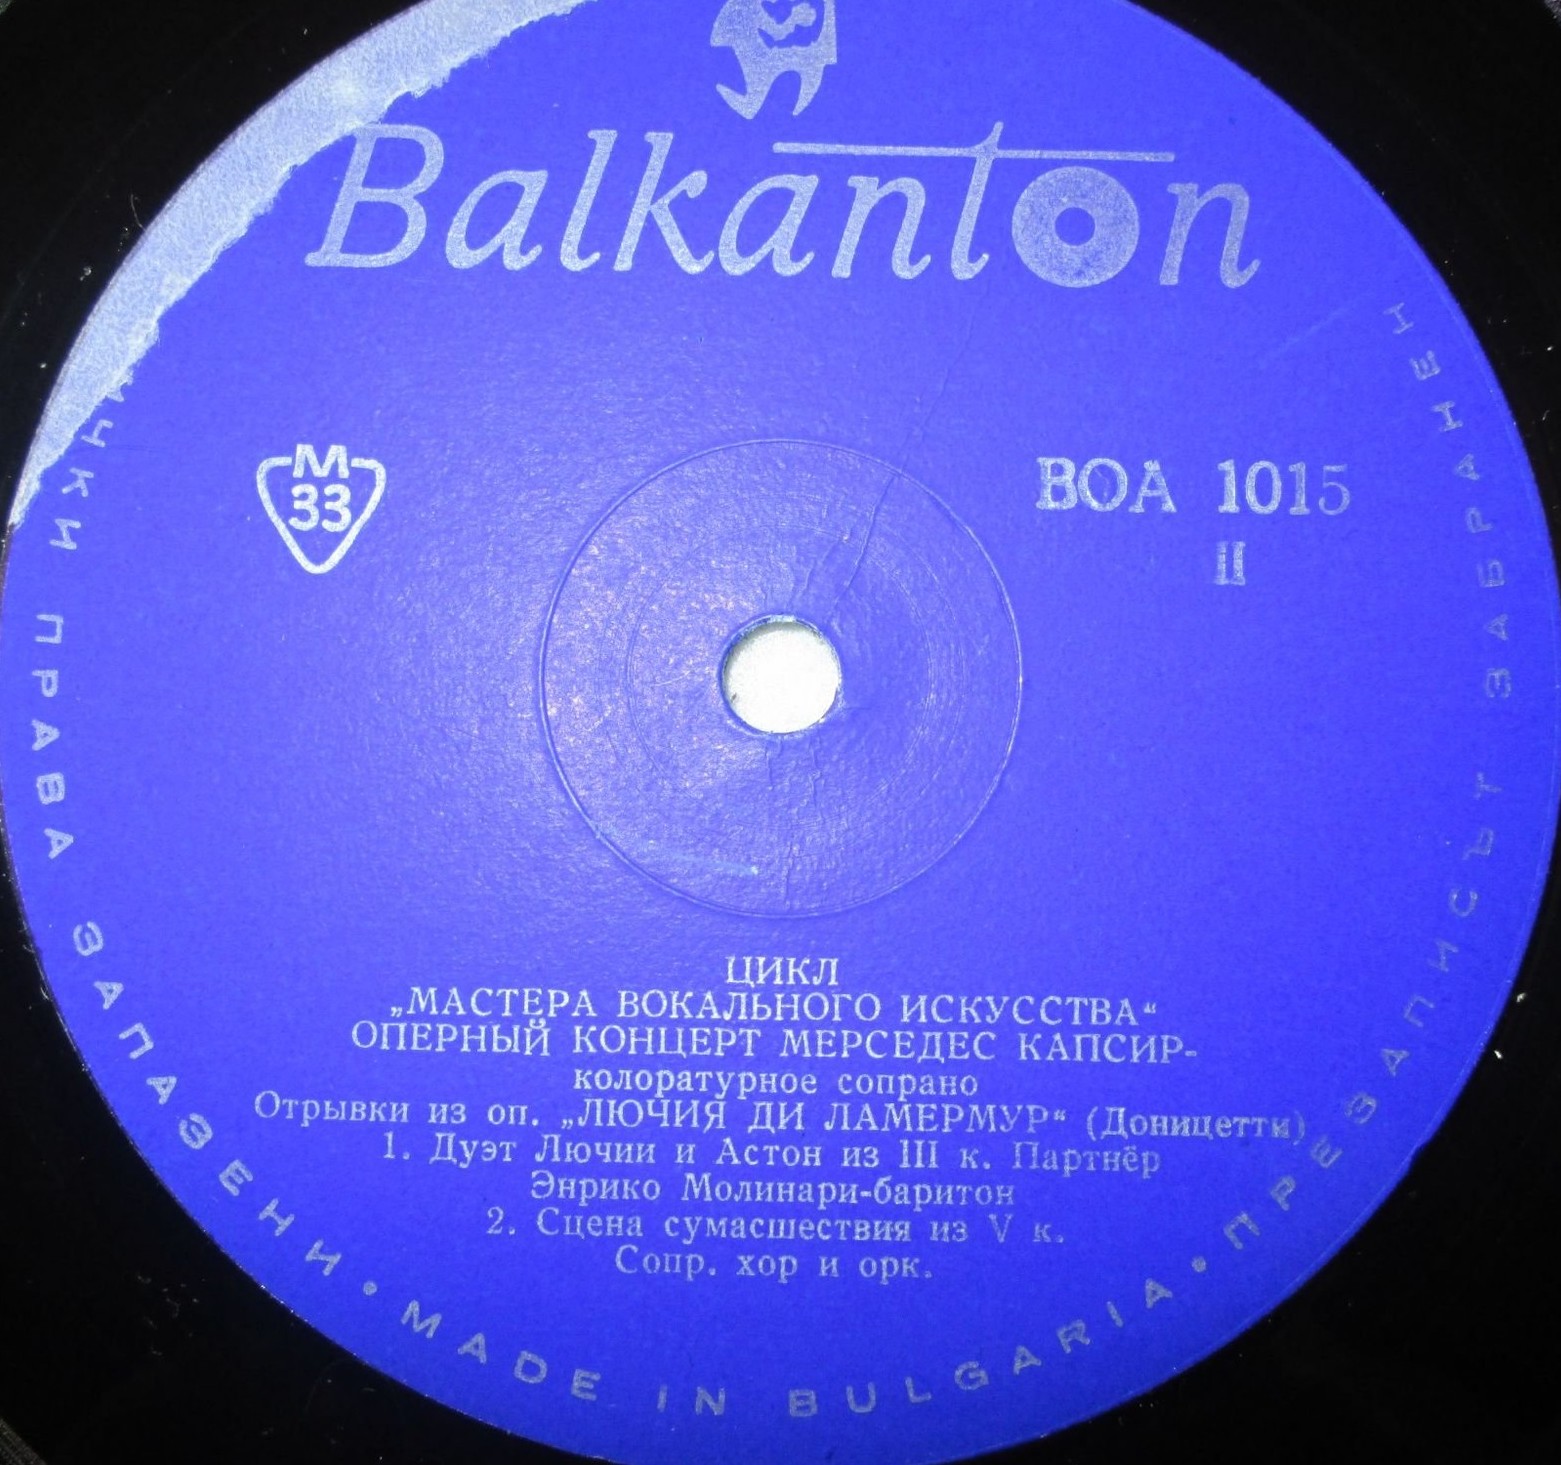 Balkanton
М
33
ВОА 1015
II
ЦИКЛ
„МАСТЕРА ВОКАЛЬНОГО ИСКУССТВА“
ОПЕРНЫЙ КОНЦЕРТ МЕРСЕДЕС КАПСИР-
колоратурное сопрано
Отрывки из оп. „ЛЮЧИЯ ДИ ЛАМЕРМУР“ (Доницетти)
1. Дуэт Лючии и Астон из III к. Партнёр
Энрико Молинари-баритон
2. Сцена сумасшествия из V к.
Сопр. хор и орк.
ПРАВА ЗАПАЗЕНИ • MADE IN BULGARIA • ПРЕЗАПИСЪТ ЗАБРАНЕН